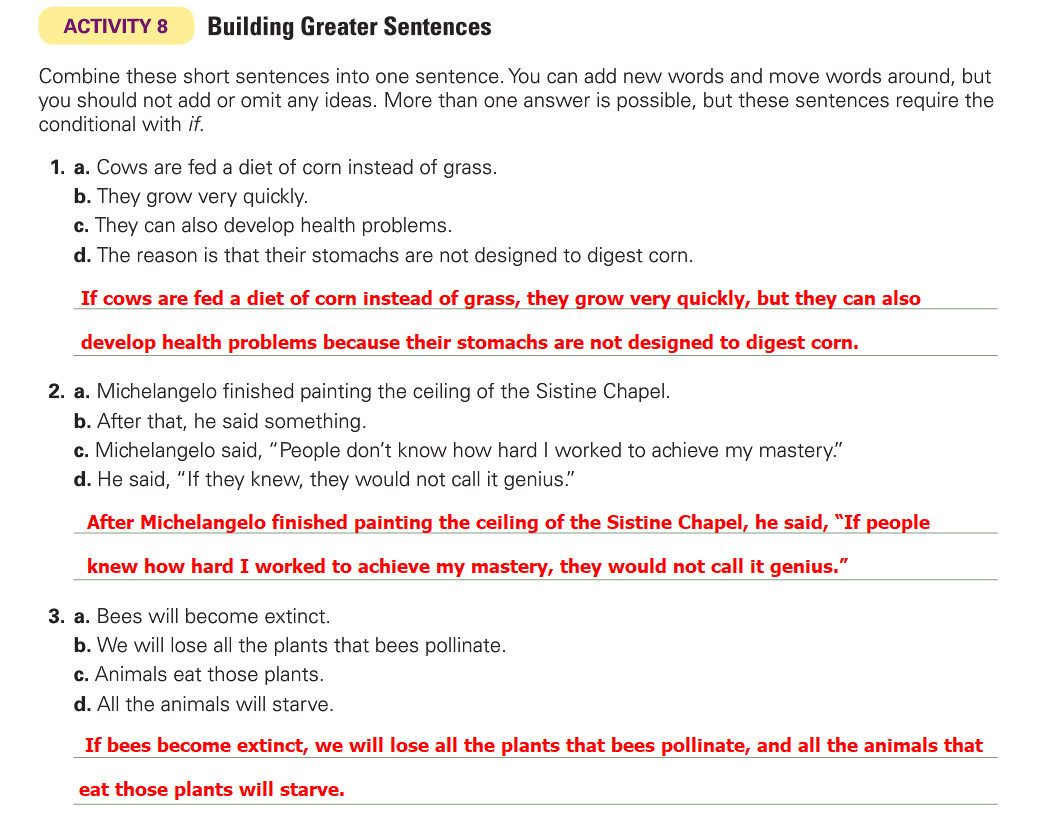 ACTIVITY 8 Building Greater Sentences
Combine these short sentences into one sentence. You can add new words and move words around, but
you should not add or omit any ideas. More than one answer is possible, but these sentences require the
conditional with if.
1. a. Cows are fed a diet of corn instead of grass.
b. They grow very quickly.
c. They can also develop health problems.
d. The reason is that their stomachs are not designed to digest corn.
If cows are fed a diet of corn instead of grass, they grow very quickly, but they can also
develop health problems because their stomachs are not designed to digest corn.
2. a. Michelangelo finished painting the ceiling of the Sistine Chapel.
b. After that, he said something.
c. Michelangelo said, “People don’t know how hard I worked to achieve my mastery.”
d. He said, “If they knew, they would not call it genius.”
After Michelangelo finished painting the ceiling of the Sistine Chapel, he said, “If people
knew how hard I worked to achieve my mastery, they would not call it genius.”
3. a. Bees will become extinct.
b. We will lose all the plants that bees pollinate.
c. Animals eat those plants.
d. All the animals will starve.
If bees become extinct, we will lose all the plants that bees pollinate, and all the animals that
eat those plants will starve.